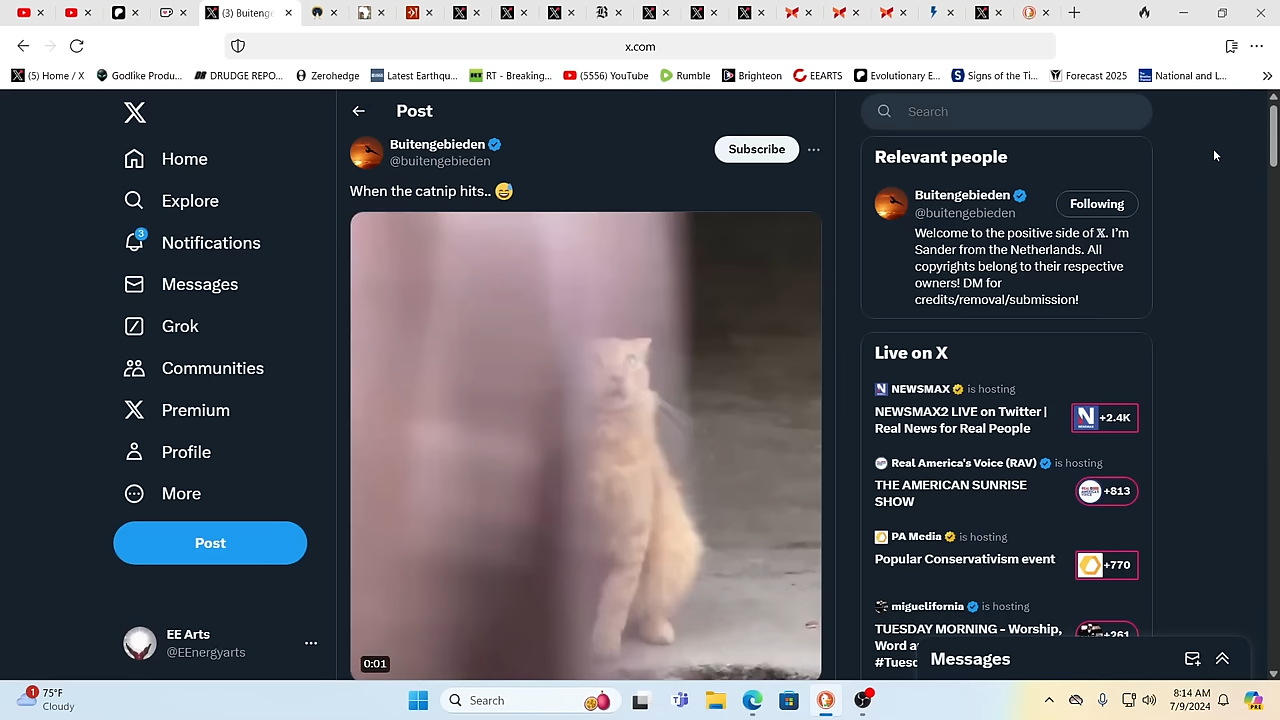 (3) Buitenge
x.com
(5) Home / X
Godlike Produ...
DRUDGE REPO...
Zerohedge
Latest Earthqu...
RT - Breaking...
(5556) YouTube
Rumble
Brighteon
EEARTS
Evolutionary E...
Signs of the Ti...
Forecast 2025
National and L...
Home
Explore
3
Notifications
Messages
Grok
Communities
Premium
Profile
More
Post
EE Arts
@EEnergyarts
Post
Buitengebieden
@buitengebieden
Subscribe
When the catnip hits.. 😅
0:01
Search
Relevant people
Buitengebieden
@buitengebieden
Following
Welcome to the positive side of 𝕏. I'm
Sander from the Netherlands. All
copyrights belong to their respective
owners! DM for
credits/removal/submission!
Live on X
NEWSMAX is hosting
NEWSMAX2 LIVE on Twitter |
Real News for Real People
+2.4K
Real America's Voice (RAV) is hosting
THE AMERICAN SUNRISE
SHOW
+613
PA Media is hosting
Popular Conservativism event
+770
miguelifornia is hosting
TUESDAY MORNING - Worship,
Word a
#Tuesd
+261
Messages
1
75°F
Cloudy
Search
8:14 AM
7/9/2024
PRE